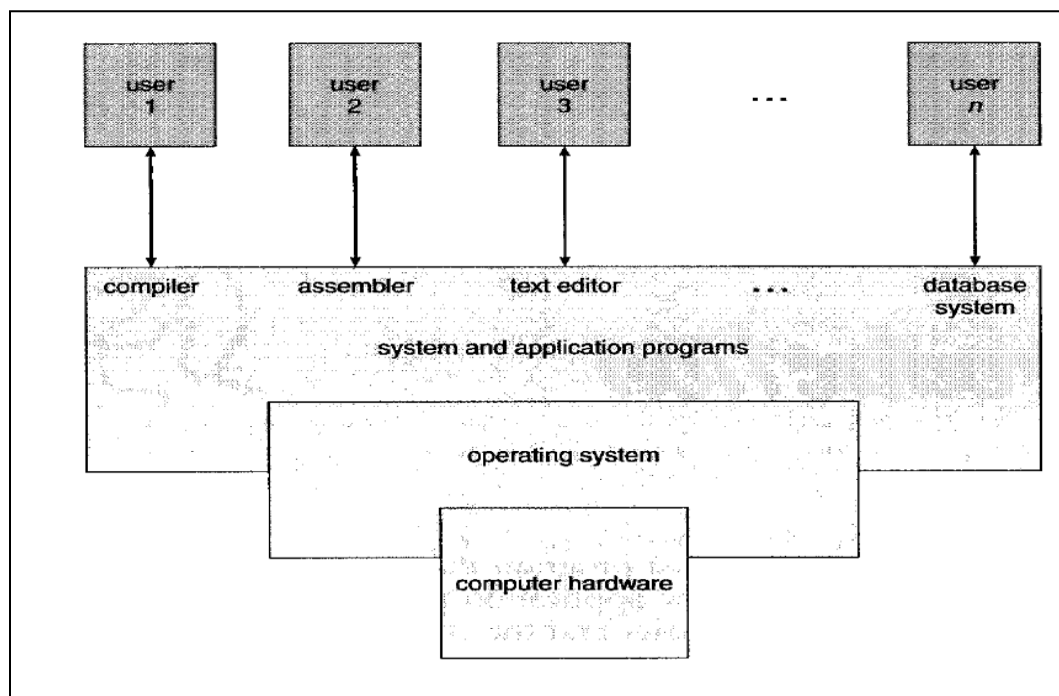 user
1
user
2
user
3
...
user
n
compiler
assembler
text editor
...
database
system
system and application programs
operating system
computer hardware